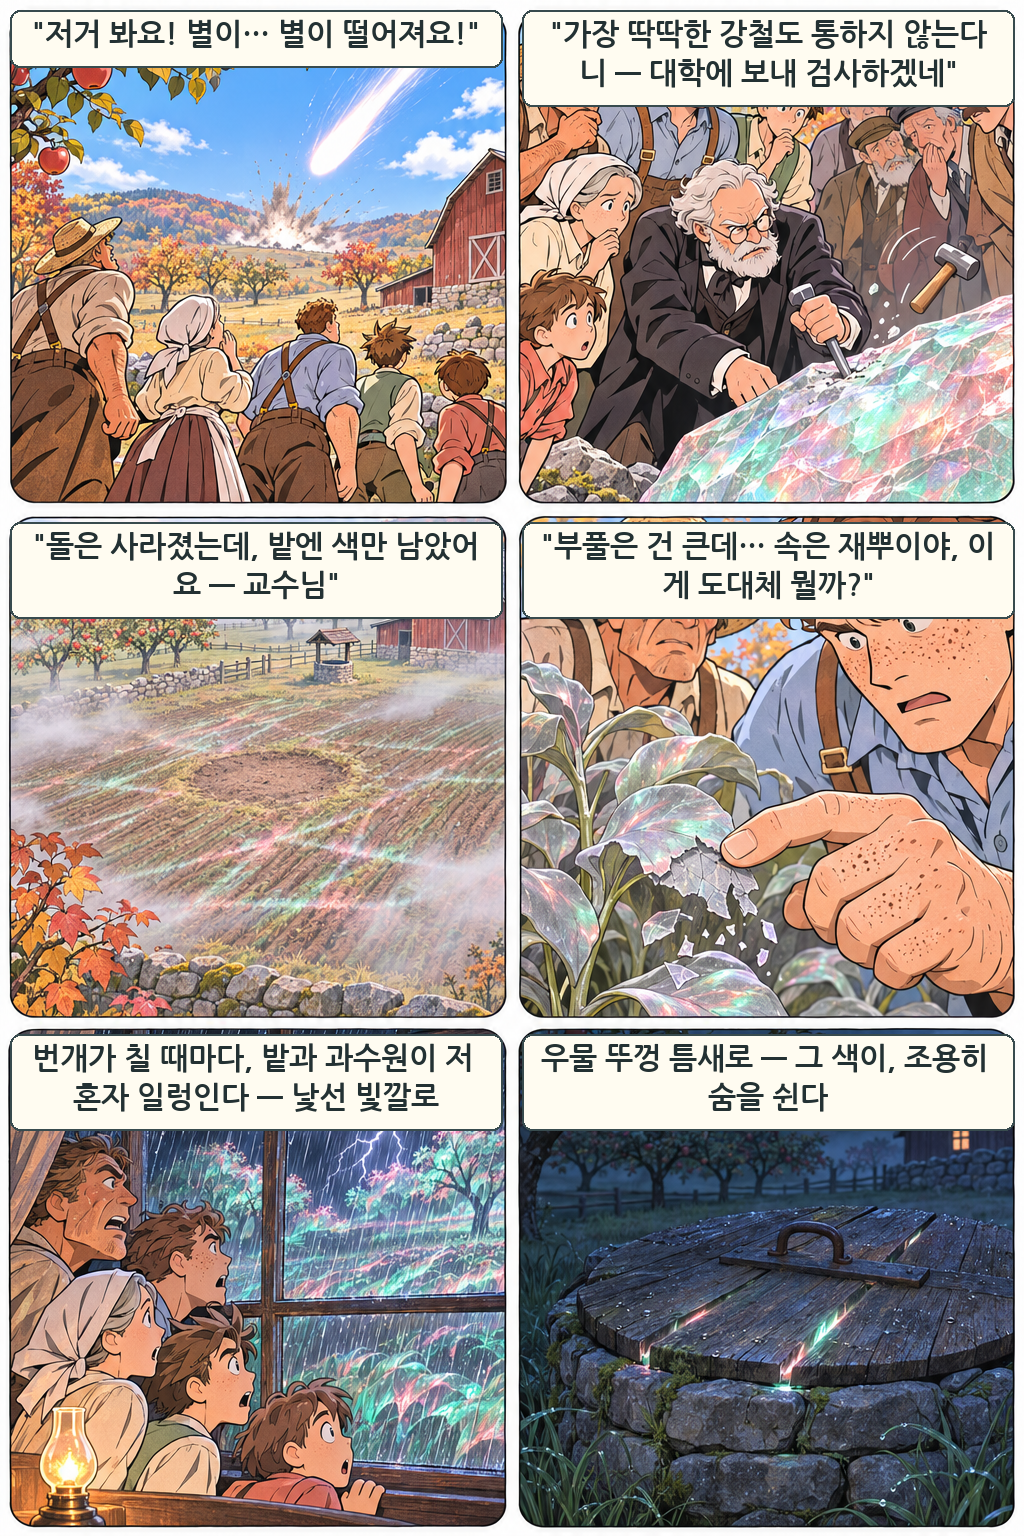 "저거 봐요! 별이… 별이 떨어져요!"
"가장 딱딱한 강철도 통하지 않는다
니 — 대학에 보내 검사하겠네"
"돌은 사라졌는데, 밭엔 색만 남았어
요 — 교수님"
"부풀은 건 큰데… 속은 재뿐이야, 이
게 도대체 뭘까?"
번개가 칠 때마다, 밭과 과수원이 저
혼자 일렁인다 — 낯선 빛깔로
우물 뚜껑 틈새로 — 그 색이, 조용히
숨을 쉰다